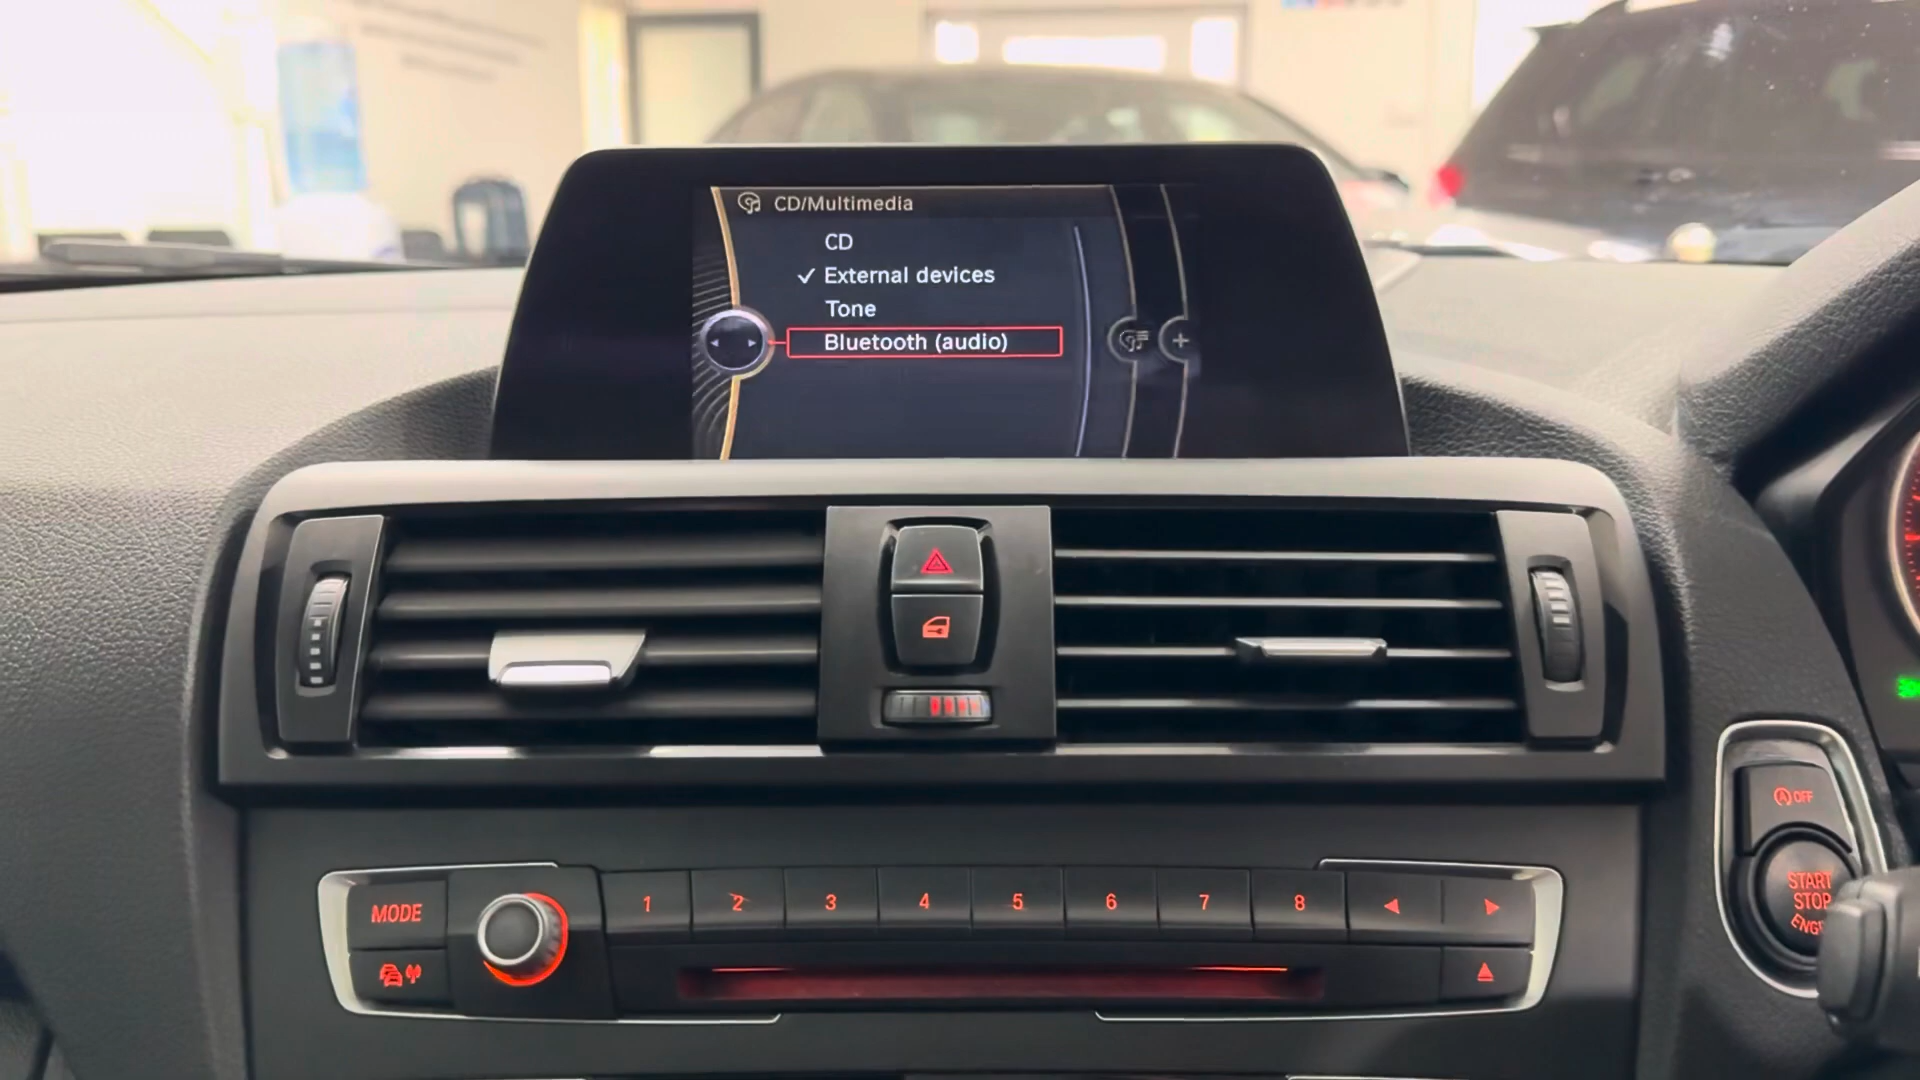 CD/Multimedia
CD
✓ External devices
Tone
Bluetooth (audio)
OFF
START
STOP
MODE
1 2 3 4 5 6 7 8